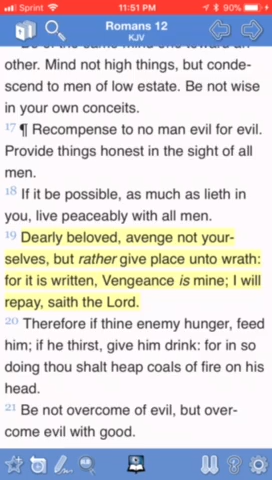 Sprint 11:51 PM 90%
Romans 12
KJV
other. Mind not high things, but conde-
scend to men of low estate. Be not wise
in your own conceits.
17 ¶ Recompense to no man evil for evil.
Provide things honest in the sight of all
men.
18 If it be possible, as much as lieth in
you, live peaceably with all men.
19 Dearly beloved, avenge not your-
selves, but rather give place unto wrath:
for it is written, Vengeance is mine; I will
repay, saith the Lord.
20 Therefore if thine enemy hunger, feed
him; if he thirst, give him drink: for in so
doing thou shalt heap coals of fire on his
head.
21 Be not overcome of evil, but over-
come evil with good.